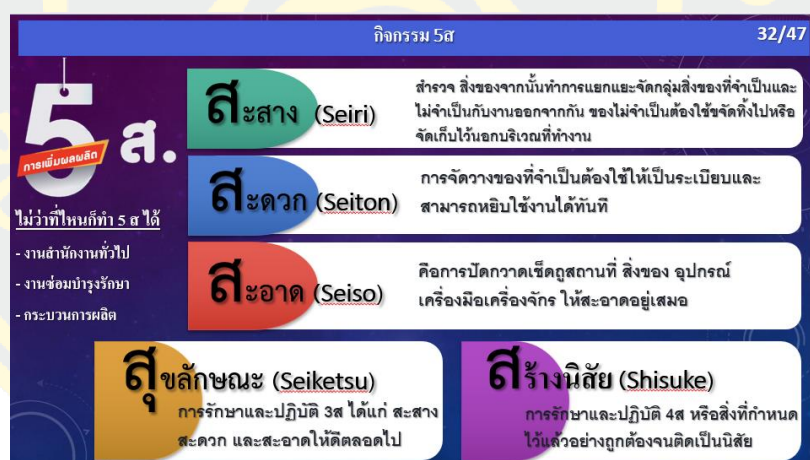 กิจกรรม 5ส
32/47
5 ส.
การเพิ่มผลผลิต
ไม่ว่าที่ไหนก็ทำ 5 ส ได้
- งานสำนักงานทั่วไป
- งานซ่อมบำรุงรักษา
- กระบวนการผลิต
สะสาง (Seiri)
สำรวจ สิ่งของจากนั้นทำการแยกแยะจัดกลุ่มสิ่งของที่จำเป็นและ
ไม่จำเป็นกับงานออกจากกัน ของไม่จำเป็นต้องใช้ขจัดทิ้งไปหรือ
จัดเก็บไว้นอกบริเวณที่ทำงาน
สะดวก (Seiton)
การจัดวางของที่จำเป็นต้องใช้ให้เป็นระเบียบและ
สามารถหยิบใช้งานได้ทันที
สะอาด (Seiso)
คือการปัดกวาดเช็ดถูสถานที่ สิ่งของ อุปกรณ์
เครื่องมือเครื่องจักร ให้สะอาดอยู่เสมอ
สุขลักษณะ (Seiketsu)
การรักษาและปฏิบัติ 3ส ได้แก่ สะสาง
สะดวก และสะอาดให้ดีตลอดไป
สร้างนิสัย (Shisuke)
การรักษาและปฏิบัติ 4ส หรือสิ่งที่กำหนด
ไว้แล้วอย่างถูกต้องจนติดเป็นนิสัย